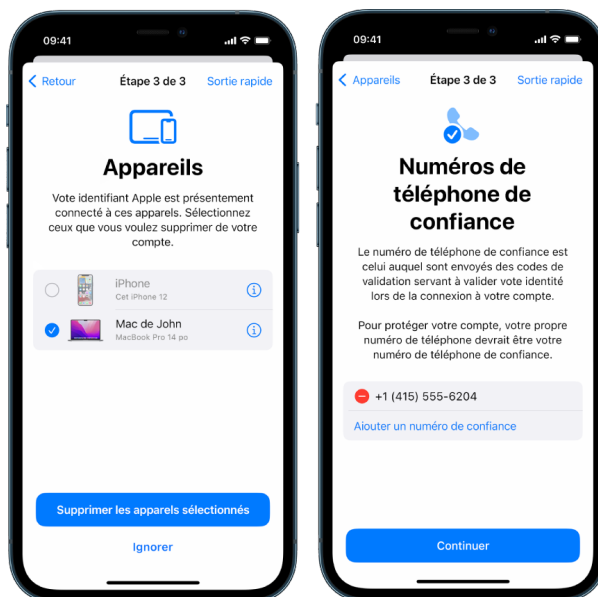 09:41
Retour
Étape 3 de 3
Sortie rapide
Appareils
Vote identifiant Apple est présentement
connecté à ces appareils. Sélectionnez
ceux que vous voulez supprimer de votre
compte.
iPhone
Cet iPhone 12
Mac de John
MacBook Pro 14 po
Supprimer les appareils sélectionnés
Ignorer
09:41
Appareils
Étape 3 de 3
Sortie rapide
Numéros de
téléphone de
confiance
Le numéro de téléphone de confiance est
celui auquel sont envoyés des codes de
validation servant à valider vote identité
lors de la connexion à votre compte.
Pour protéger votre compte, votre propre
numéro de téléphone devrait être votre
numéro de téléphone de confiance.
+1 (415) 555-6204
Aiouter un numéro de confiance
Continuer